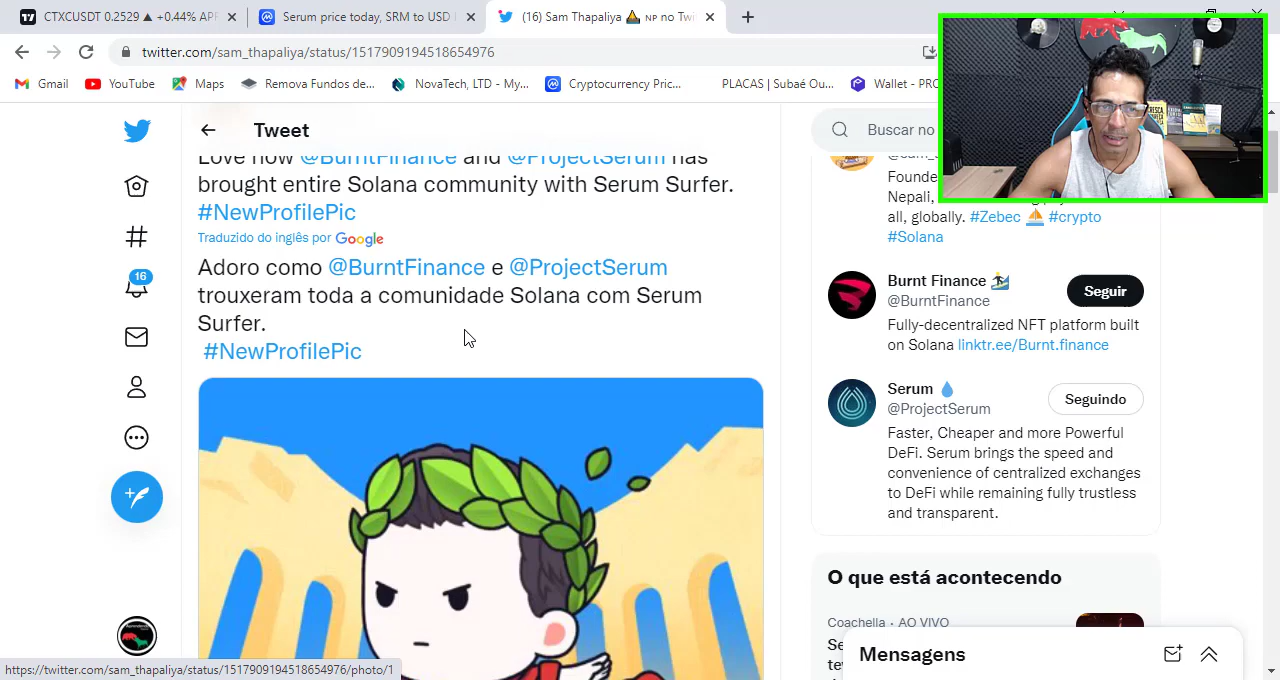 CTXCUSDT 0.2529 ▲ +0.44%
Serum price today, SRM to USD
(16) Sam Thapaliya
twitter.com/sam_thapaliya/status/1517909194518654976
Gmail
YouTube
Maps
Remova Fundos de...
NovaTech, LTD - My...
Cryptocurrency Pric...
PLACAS | Subaé Ou...
Wallet - PRO
Tweet
Buscar no
Love how @BurntFinance and @ProjectSerum has
brought entire Solana community with Serum Surfer.
#NewProfilePic
Traduzido do inglês por Google
Adoro como @BurntFinance e @ProjectSerum
trouxeram toda a comunidade Solana com Serum
Surfer.
#NewProfilePic
16
all, globally. #Zebec ⛵ #crypto
#Solana
Burnt Finance
@BurntFinance
Seguir
Fully-decentralized NFT platform built
on Solana linktr.ee/Burnt.finance
Serum
@ProjectSerum
Seguindo
Faster, Cheaper and more Powerful
DeFi. Serum brings the speed and
convenience of centralized exchanges
to DeFi while remaining fully trustless
and transparent.
O que está acontecendo
Coachella · AO VIVO
Mensagens
https://twitter.com/sam_thapaliya/status/1517909194518654976/photo/1